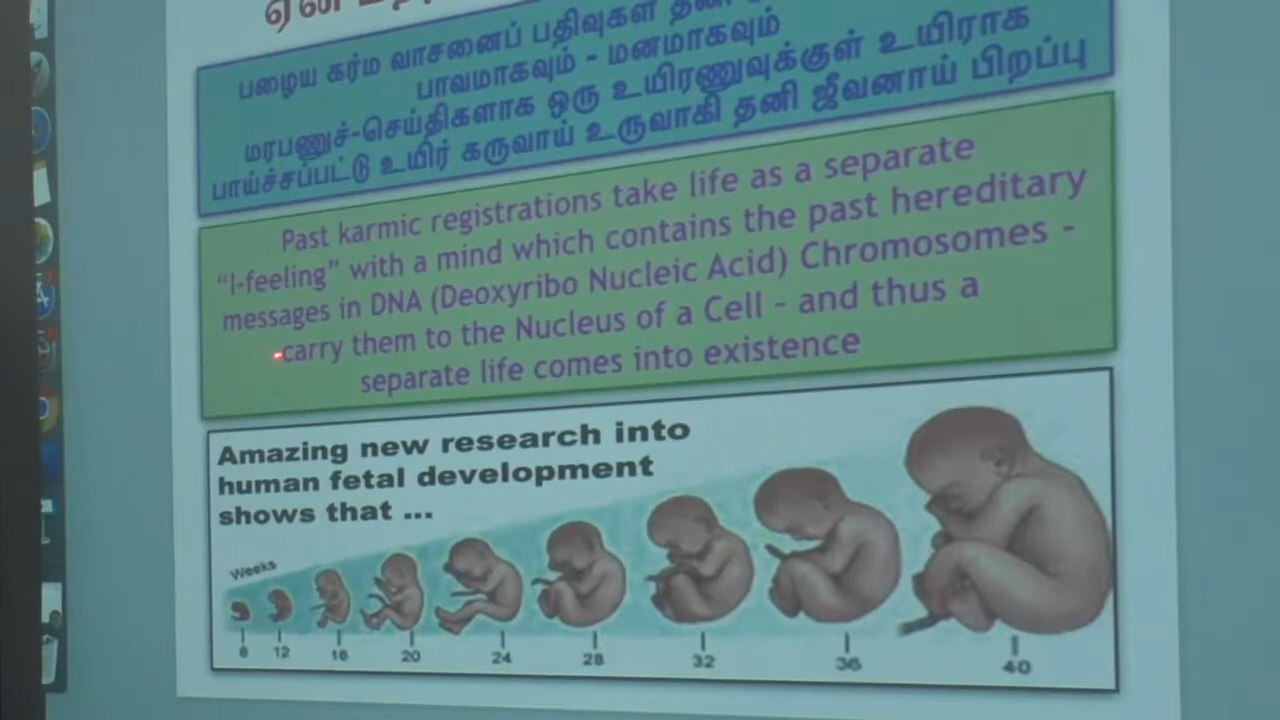 பழைய கர்ம வாசனைப் பதிவுகள்
பாவமாகவும் - மனமாகவும்
மரபணுச்-செய்திகளாக ஒரு உயிரணுவுக்குள் உயிராக
பாய்ச்சப்பட்டு உயிர் கருவாய் உருவாகி தனி ஜீவனாய் பிறப்பு
Past karmic registrations take life as a separate
“I-feeling” with a mind which contains the past hereditary
messages in DNA (Deoxyribo Nucleic Acid) Chromosomes -
-carry them to the Nucleus of a Cell - and thus a
separate life comes into existence
Amazing new research into
human fetal development
shows that ...
Weeks
8 12 16 20 24 28 32 36 40